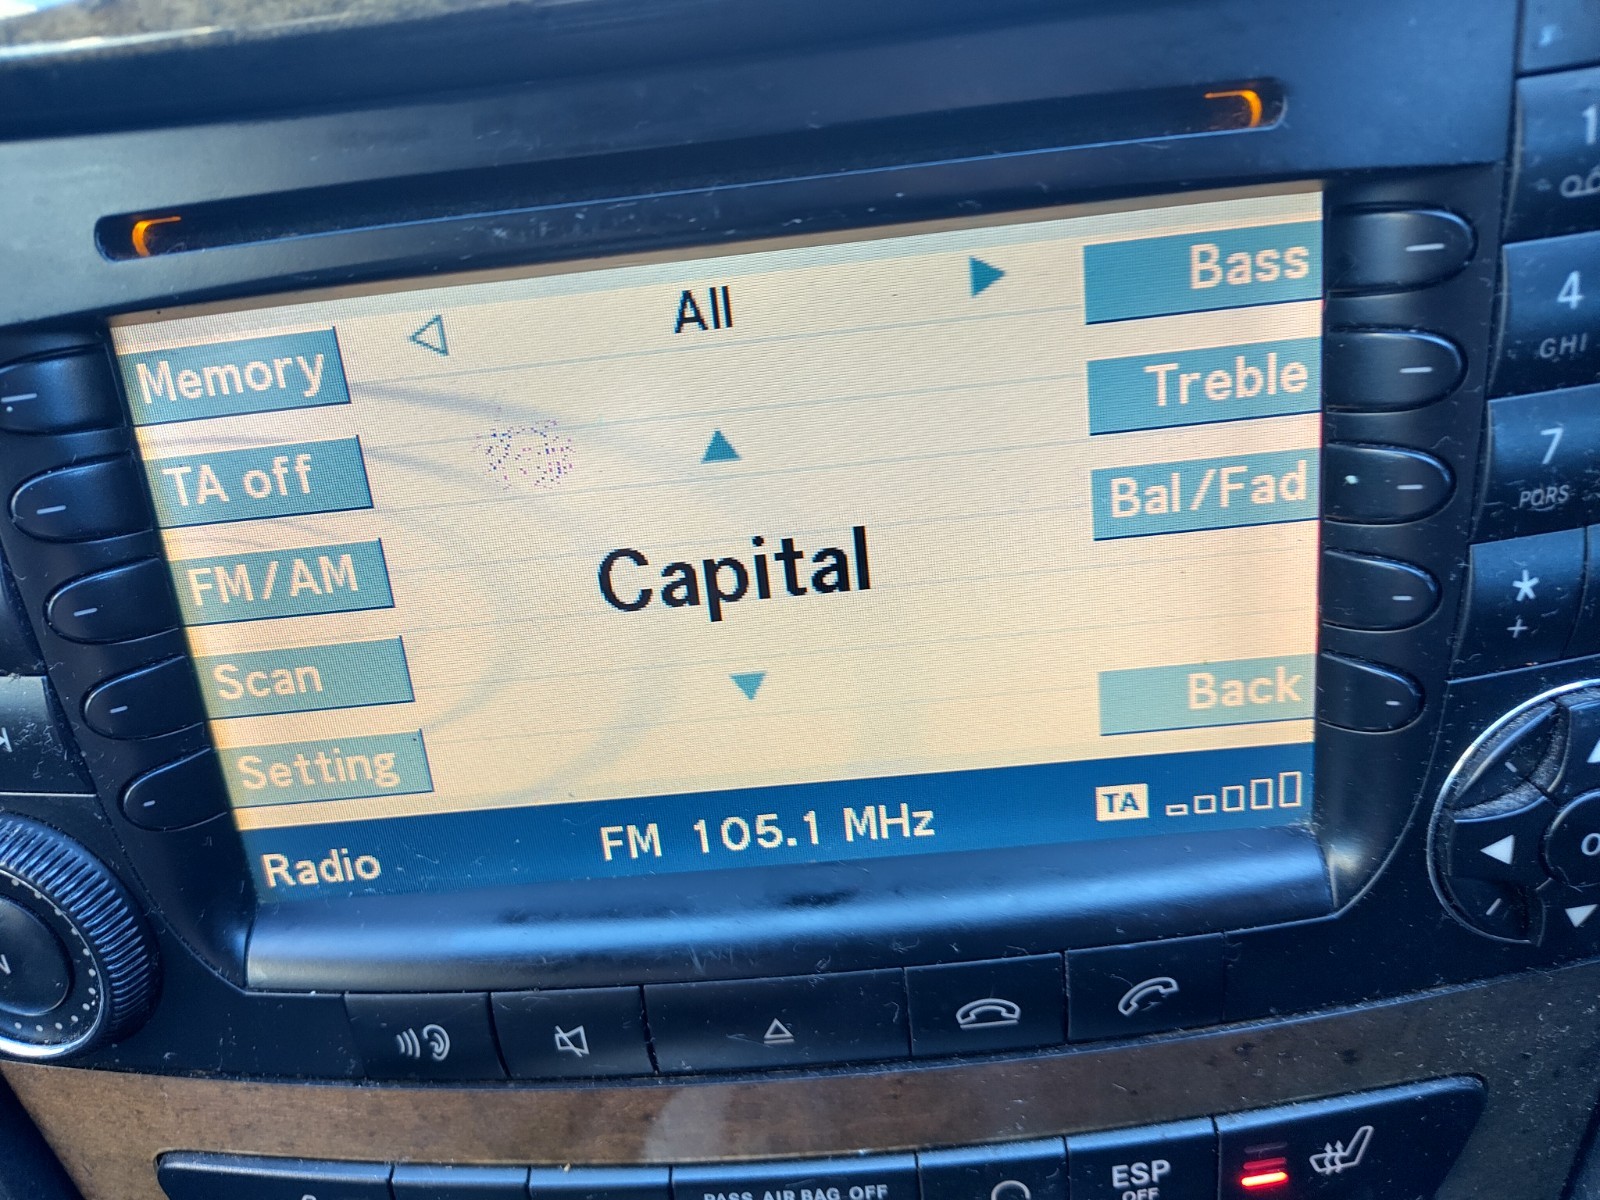 All
Memory
TA off
FM/AM
Scan
Setting
Capital
Bass
Treble
Bal/Fad
Back
Radio
FM 105.1 MHz
TA
1
4
GHI
7
PQRS
*
+
PASS AIR BAG OFF
ESP
OFF